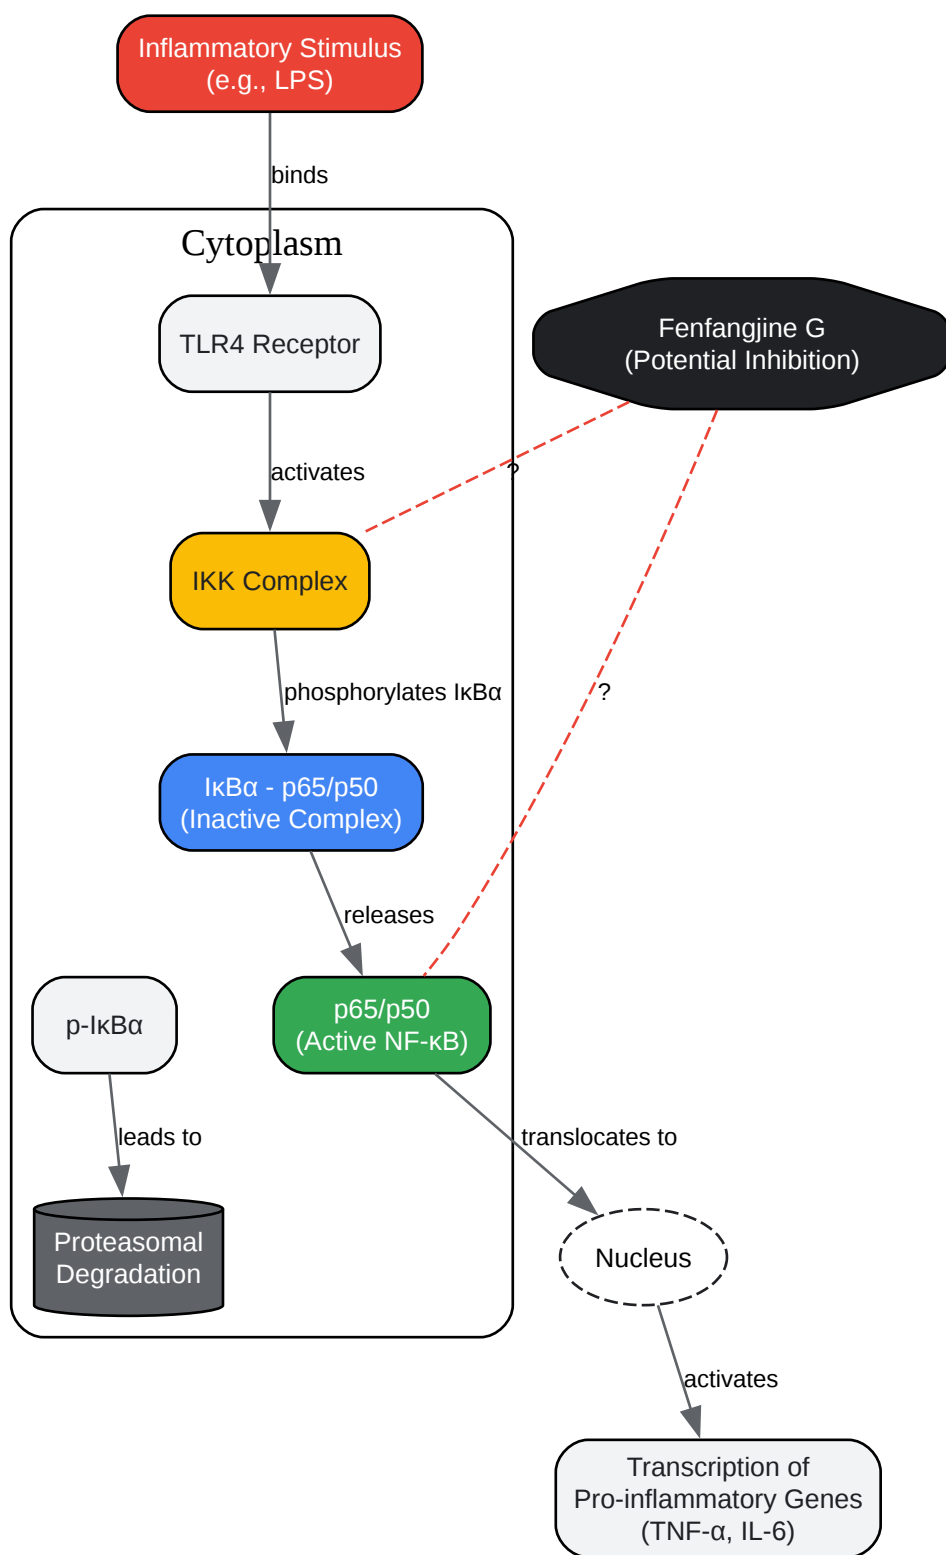 Inflammatory Stimulus
(e.g., LPS)
binds
Cytoplasm
TLR4 Receptor
Fenfangjine G
(Potential Inhibition)
activates
?
IKK Complex
phosphorylates IκBα
?
IκBα - p65/p50
(Inactive Complex)
releases
p-IκBα
p65/p50
(Active NF-κB)
leads to
translocates to
Proteasomal
Degradation
Nucleus
activates
Transcription of
Pro-inflammatory Genes
(TNF-α, IL-6)